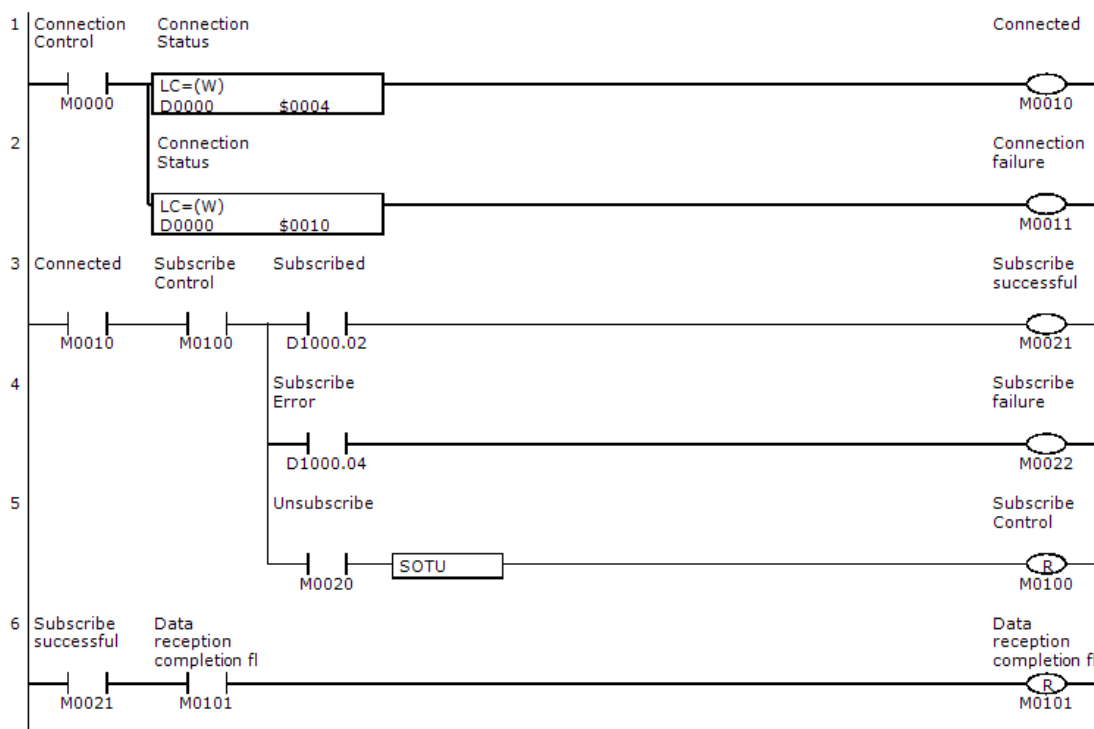 1 Connection Control Connection Status Connected
LC=(W)
M0000 D0000 $0004 M0010
2 Connection Status Connection failure
LC=(W)
D0000 $0010 M0011
3 Connected Subscribe Control Subscribed Subscribe successful
M0010 M0100 D1000.02 M0021
4 Subscribe Error Subscribe failure
D1000.04 M0022
5 Unsubscribe Subscribe Control
SOTU R
M0020 M0100
6 Subscribe successful Data reception completion fl Data reception completion fl
R
M0021 M0101 M0101